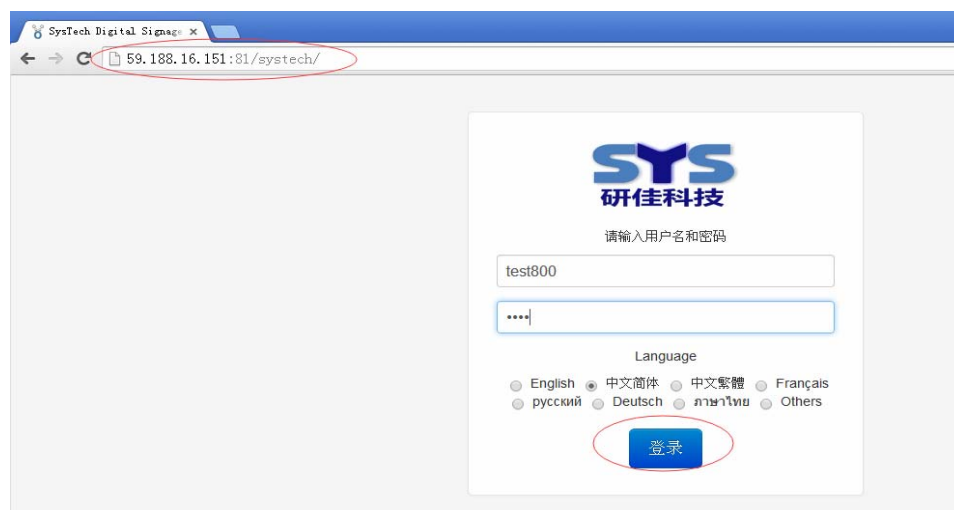 SysTech Digital Signage
59.188.16.151:81/systech/
SYS
研佳科技
请输入用户名和密码
test800
••••
Language
English 中文简体 中文繁體 Français
русский Deutsch ภาษาไทย Others
登录